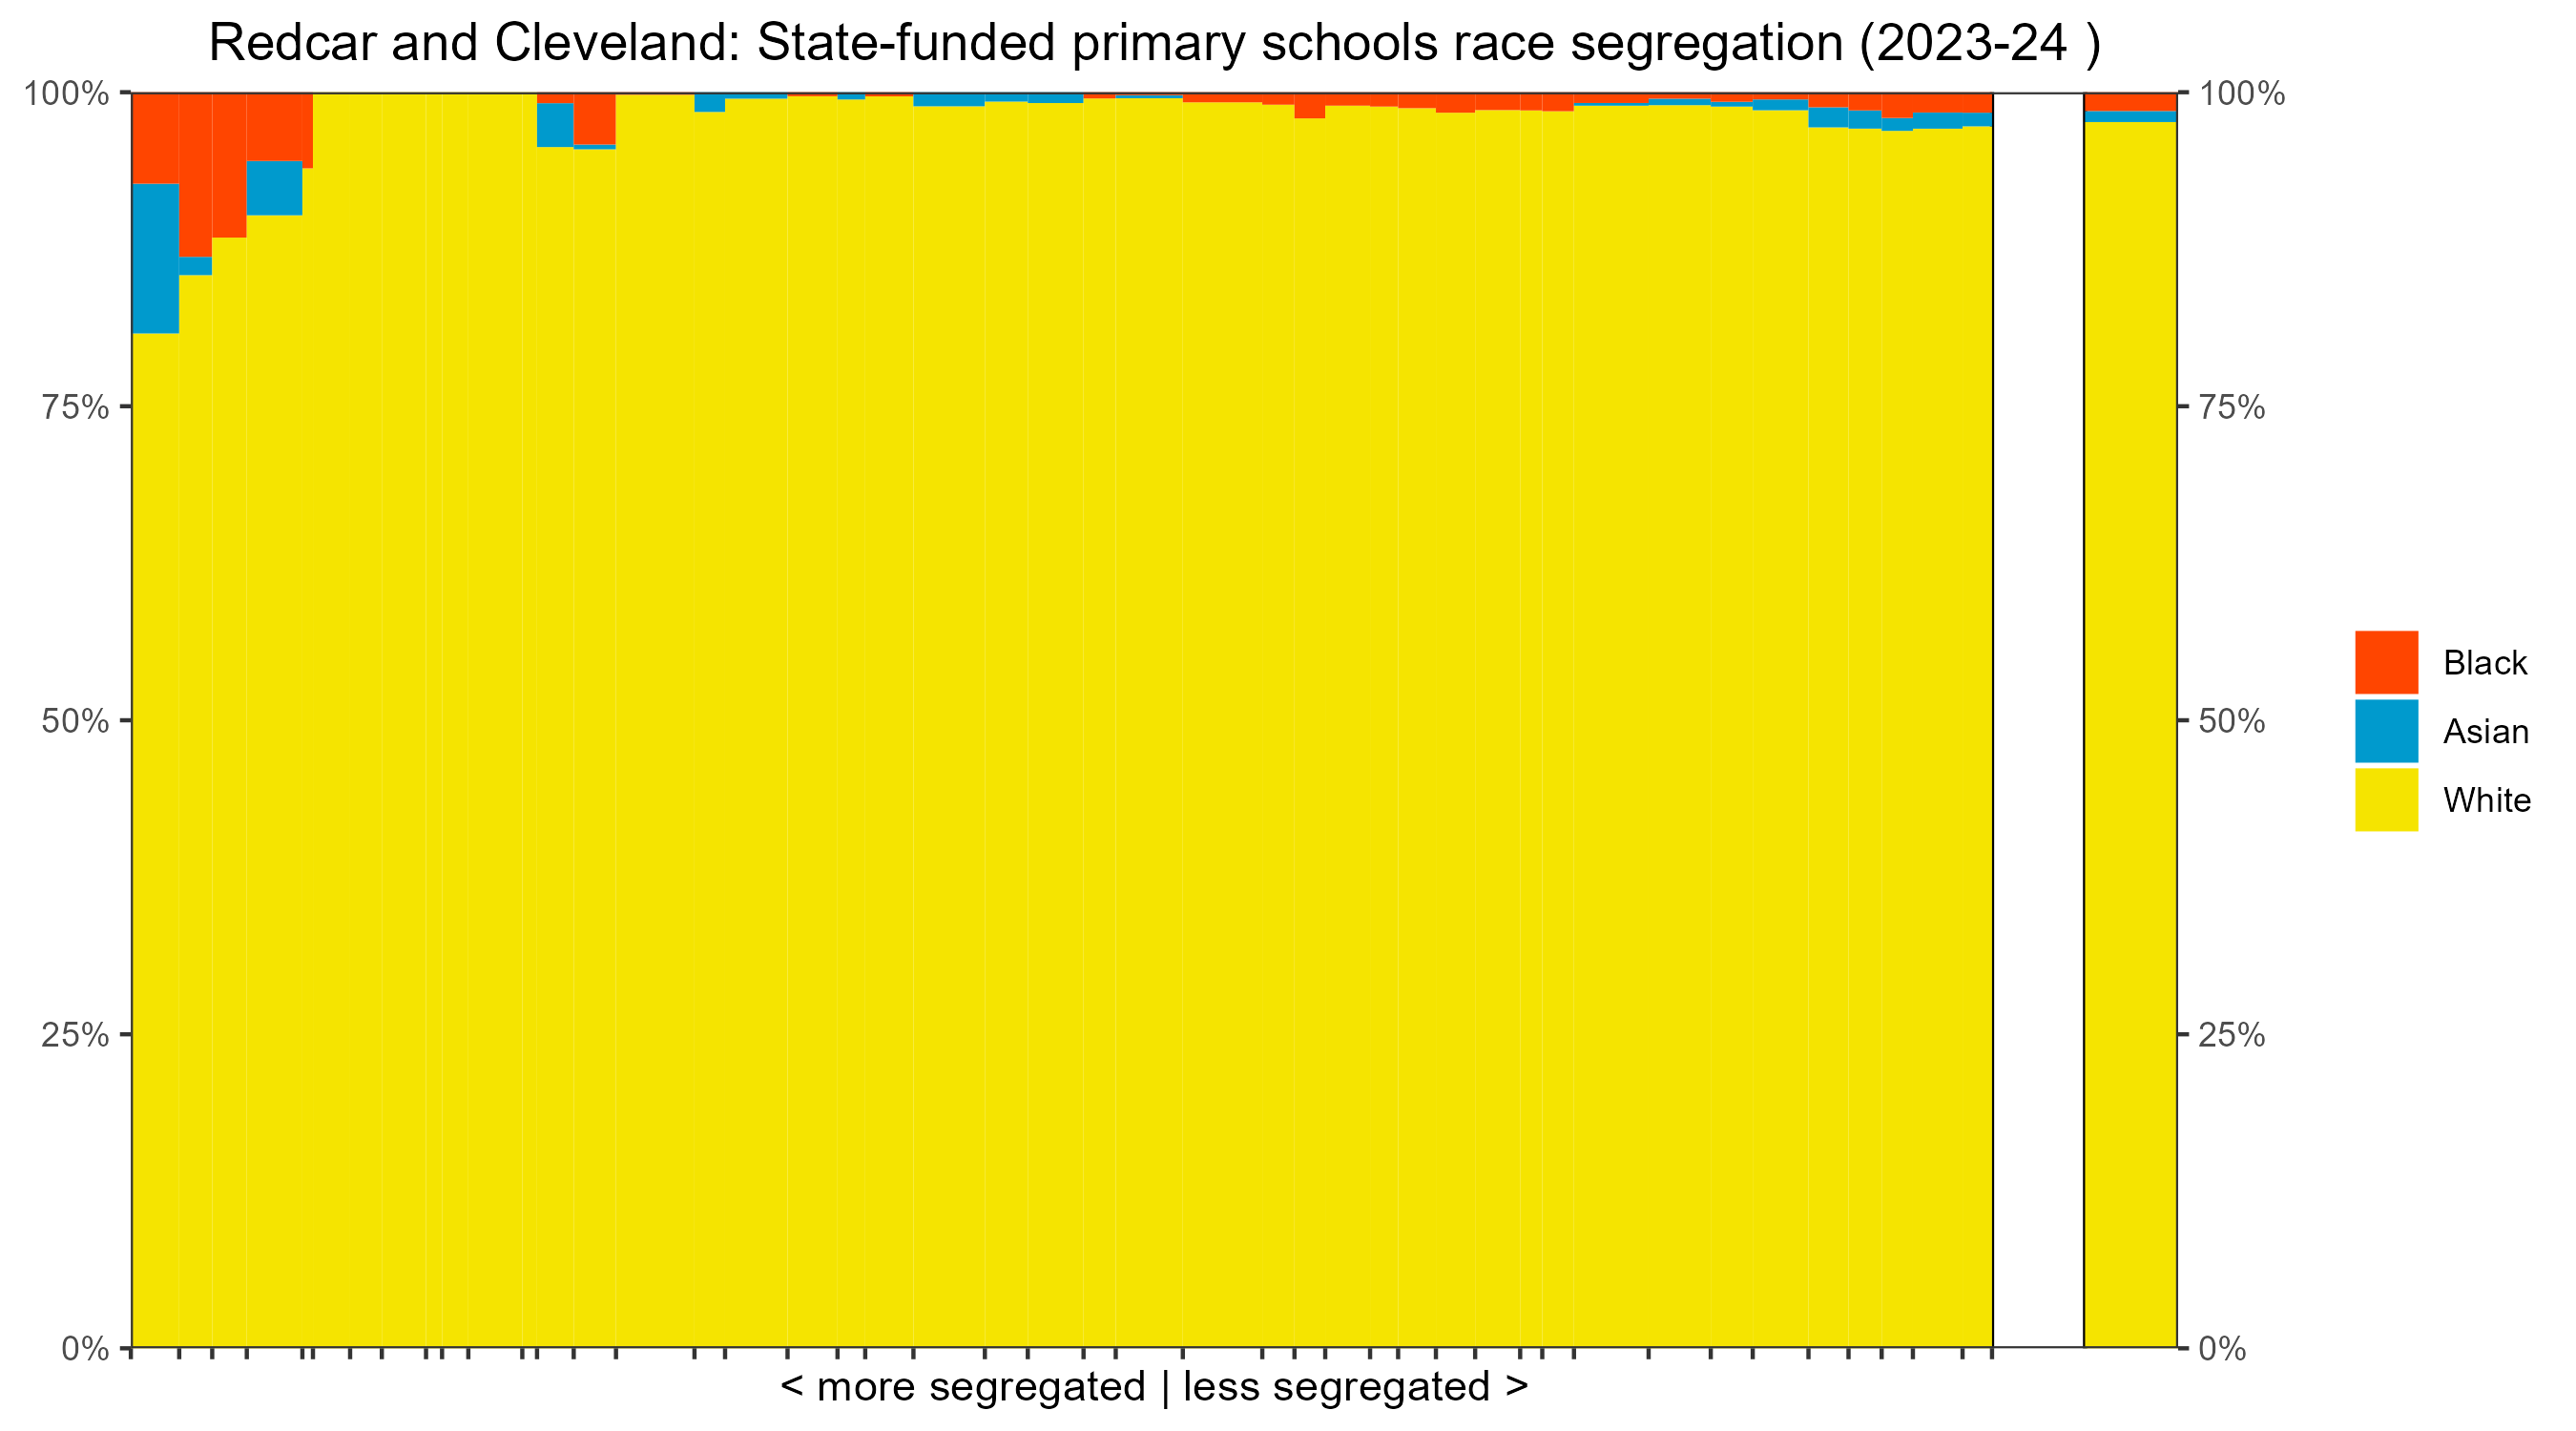 Redcar and Cleveland: State-funded primary schools race segregation (2023-24 )
100%
75%
50%
25%
0%
100%
75%
50%
25%
0%
Black
Asian
White
< more segregated | less segregated >